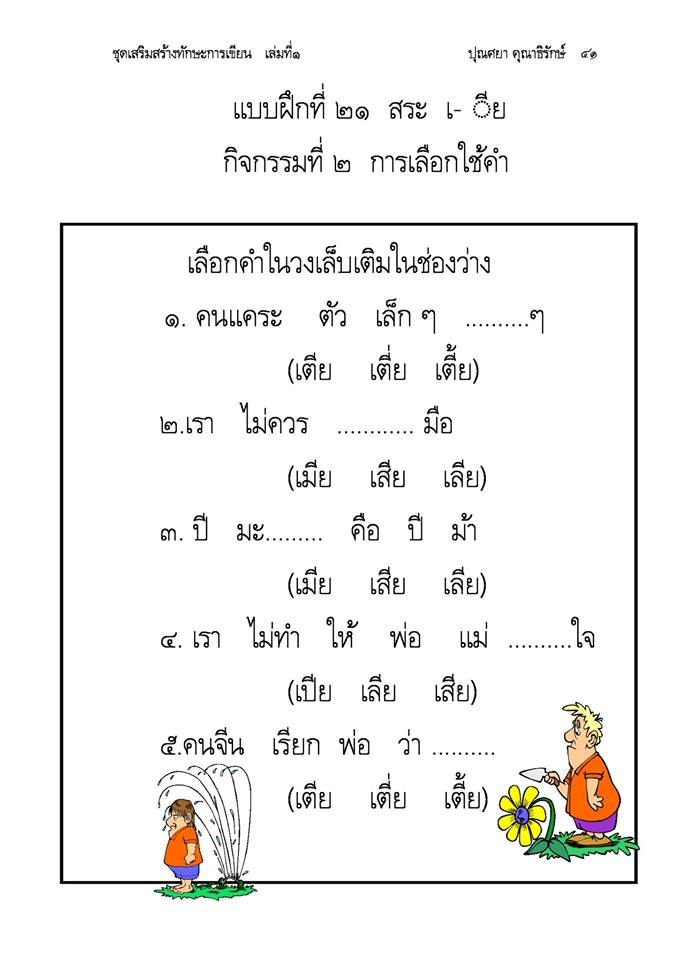 ชุดเสริมสร้างทักษะการเขียน เล่มที่๑ ปุณศยา คุณาธิรักษ์ ๔๑
แบบฝึกที่ ๒๑ สระ เ- ีย
กิจกรรมที่ ๒ การเลือกใช้คำ
เลือกคำในวงเล็บเติมในช่องว่าง
๑. คนแคระ ตัว เล็ก ๆ ..........ๆ
(เตีย เตี่ย เตี้ย)
๒.เรา ไม่ควร ............ มือ
(เมีย เสีย เลีย)
๓. ปี มะ......... คือ ปี ม้า
(เมีย เสีย เลีย)
๔. เรา ไม่ทำ ให้ พ่อ แม่ ..........ใจ
(เปีย เลีย เสีย)
๕.คนจีน เรียก พ่อ ว่า ..........
(เตีย เตี่ย เตี้ย)